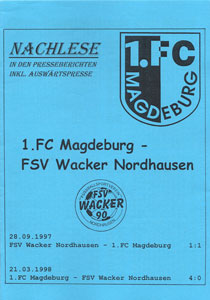 NACHLESE
IN DEN PRESSEBERICHTEN
INKL. AUSWÄRTSPRESSE
1.FC
MAGDEBURG
1.FC Magdeburg -
FSV Wacker Nordhausen
FSV
WACKER
90
28.09.1997
FSV Wacker Nordhausen - 1.FC Magdeburg 1:1
21.03.1998
1.FC Magdeburg - FSV Wacker Nordhausen 4:0